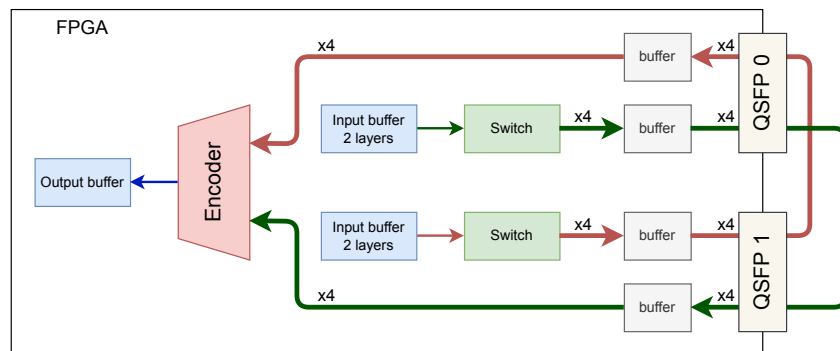 FPGA
x4
buffer
x4
QSFP 0
Input buffer
2 layers
Switch
x4
buffer
x4
Encoder
Output buffer
Input buffer
2 layers
Switch
x4
buffer
x4
QSFP 1
x4
buffer
x4